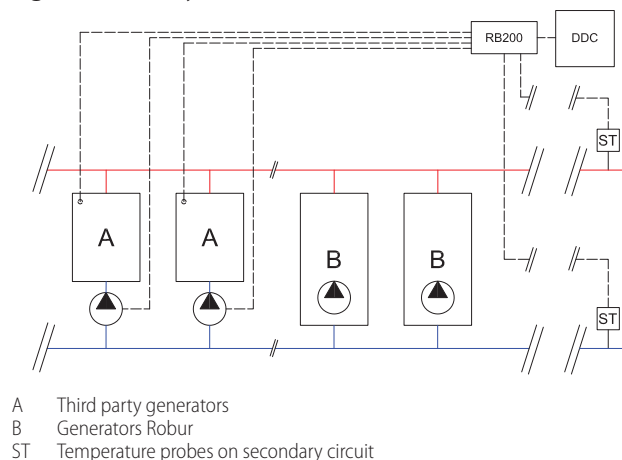 RB200 DDC
ST
A A B B
ST
A Third party generators
B Generators Robur
ST Temperature probes on secondary circuit